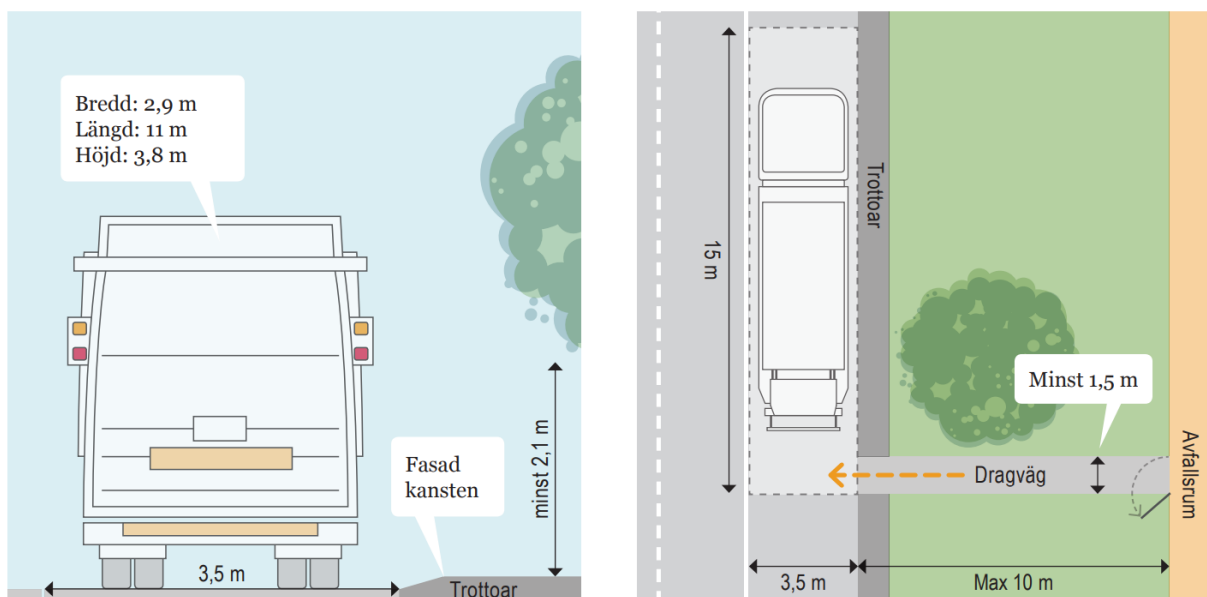 Bredd: 2,9 m
Längd: 11 m
Höjd: 3,8 m
minst 2,1 m
Fasad
kansten
3,5 m
Trottoar
15 m
Trottoar
Minst 1,5 m
Dragväg
Avfallsrum
3,5 m
Max 10 m